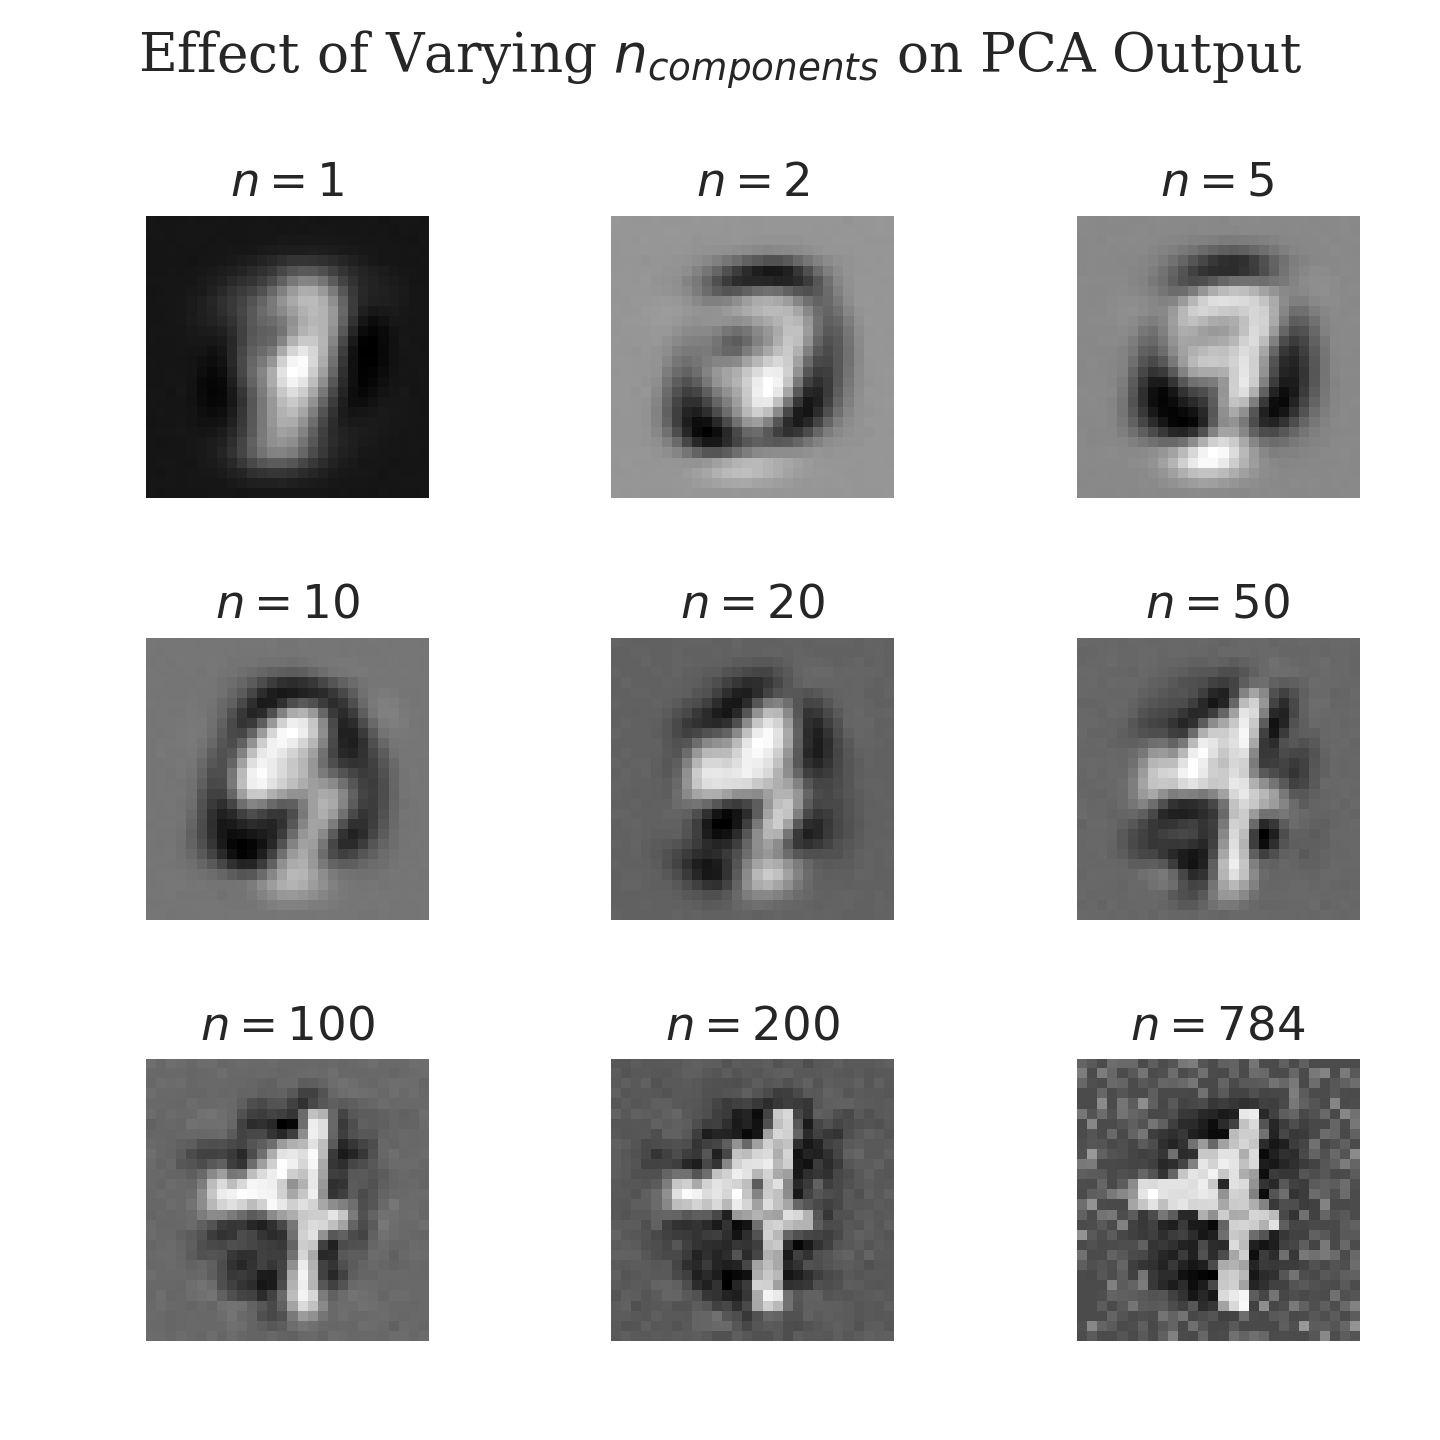 Effect of Varying n_components on PCA Output
n = 1
n = 2
n = 5
n = 10
n = 20
n = 50
n = 100
n = 200
n = 784